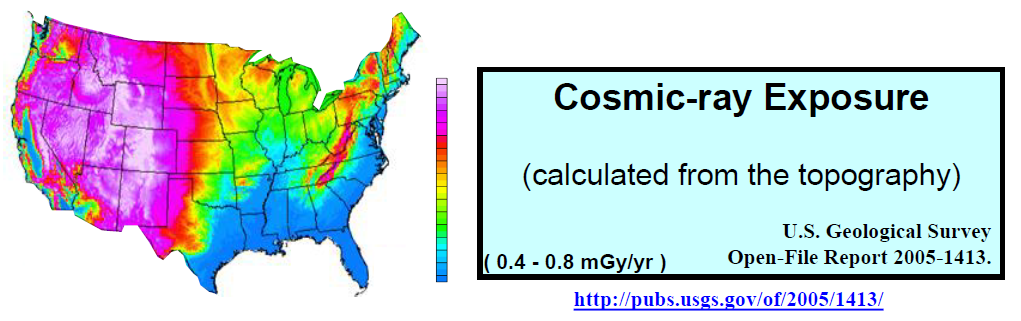 Cosmic-ray Exposure
(calculated from the topography)
U.S. Geological Survey
Open-File Report 2005-1413.
( 0.4 - 0.8 mGy/yr )
http://pubs.usgs.gov/of/2005/1413/